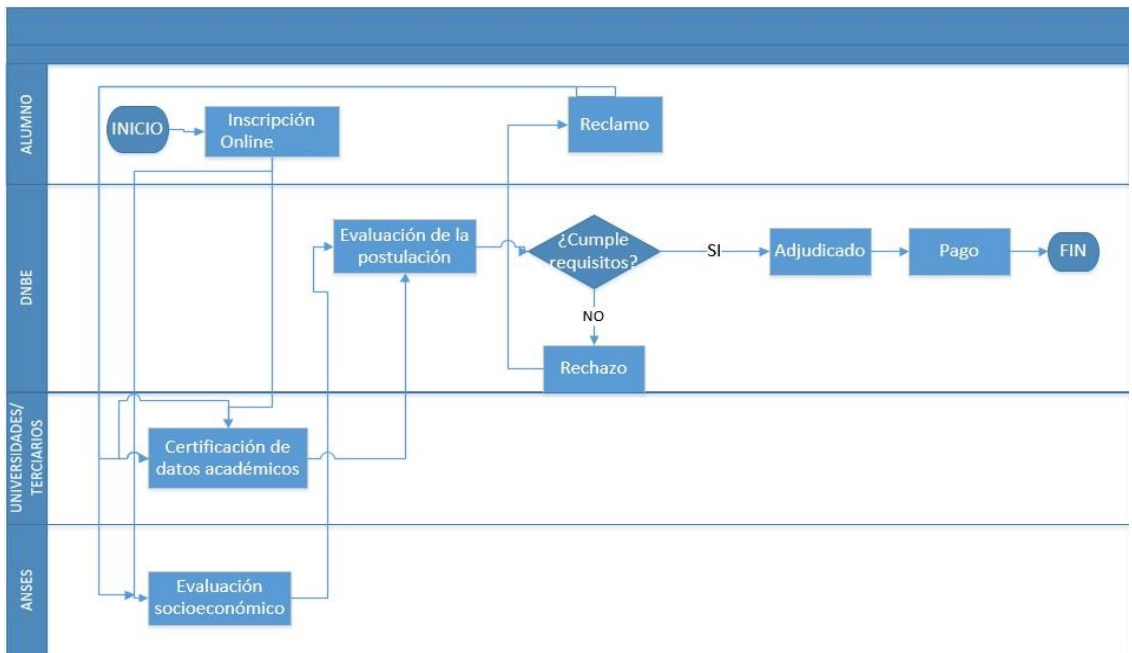 ALUMNO
INICIO
Inscripción
Online
Reclamo
DNBE
Evaluación de la
postulación
¿Cumple
requisitos?
SI
Adjudicado
Pago
FIN
NO
Rechazo
UNIVERSIDADES/
TERCIARIOS
Certificación de
datos académicos
ANSES
Evaluación
socioeconómico